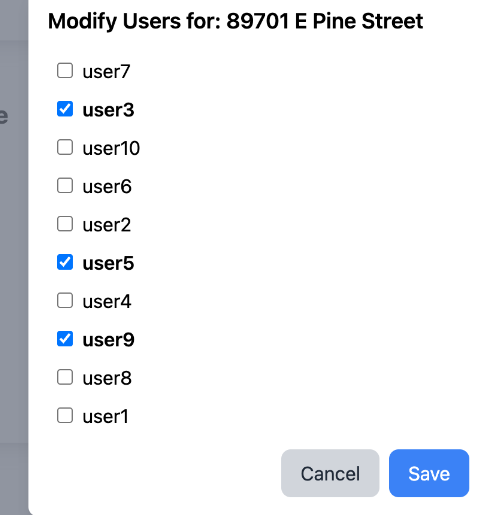 Modify Users for: 89701 E Pine Street
user7
user3
user10
user6
user2
user5
user4
user9
user8
user1
Cancel Save